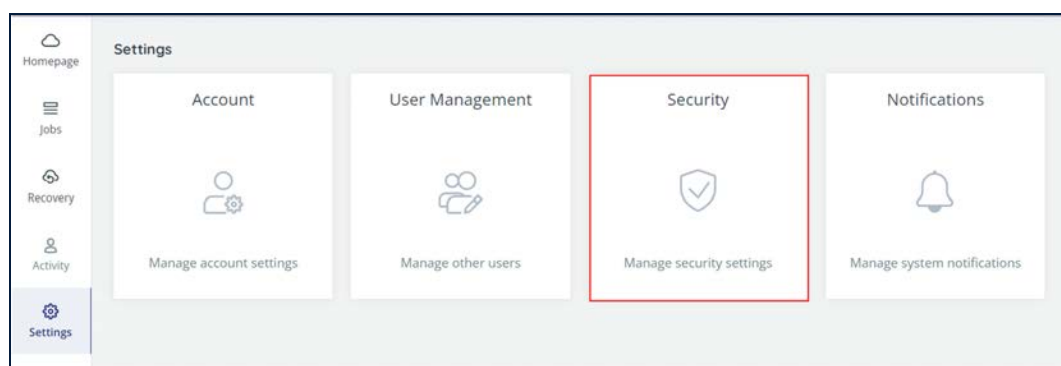 Homepage
Jobs
Recovery
Activity
Settings
Settings
Account
Manage account settings
User Management
Manage other users
Security
Manage security settings
Notifications
Manage system notifications